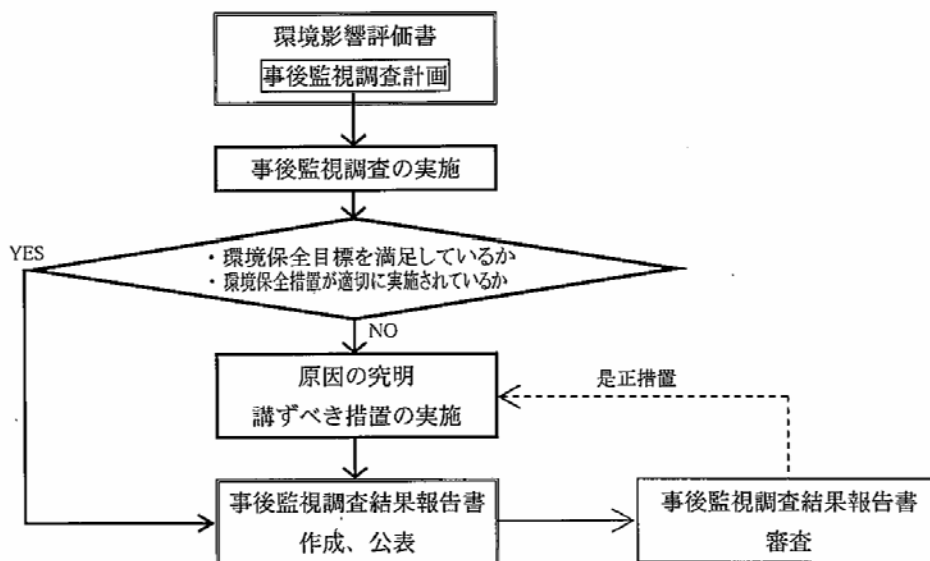 環境影響評価書
事後監視調査計画
事後監視調査の実施
YES
・環境保全目標を満足しているか
・環境保全措置が適切に実施されているか
NO
原因の究明
講ずべき措置の実施
是正措置
事後監視調査結果報告書
作成、公表
事後監視調査結果報告書
審査